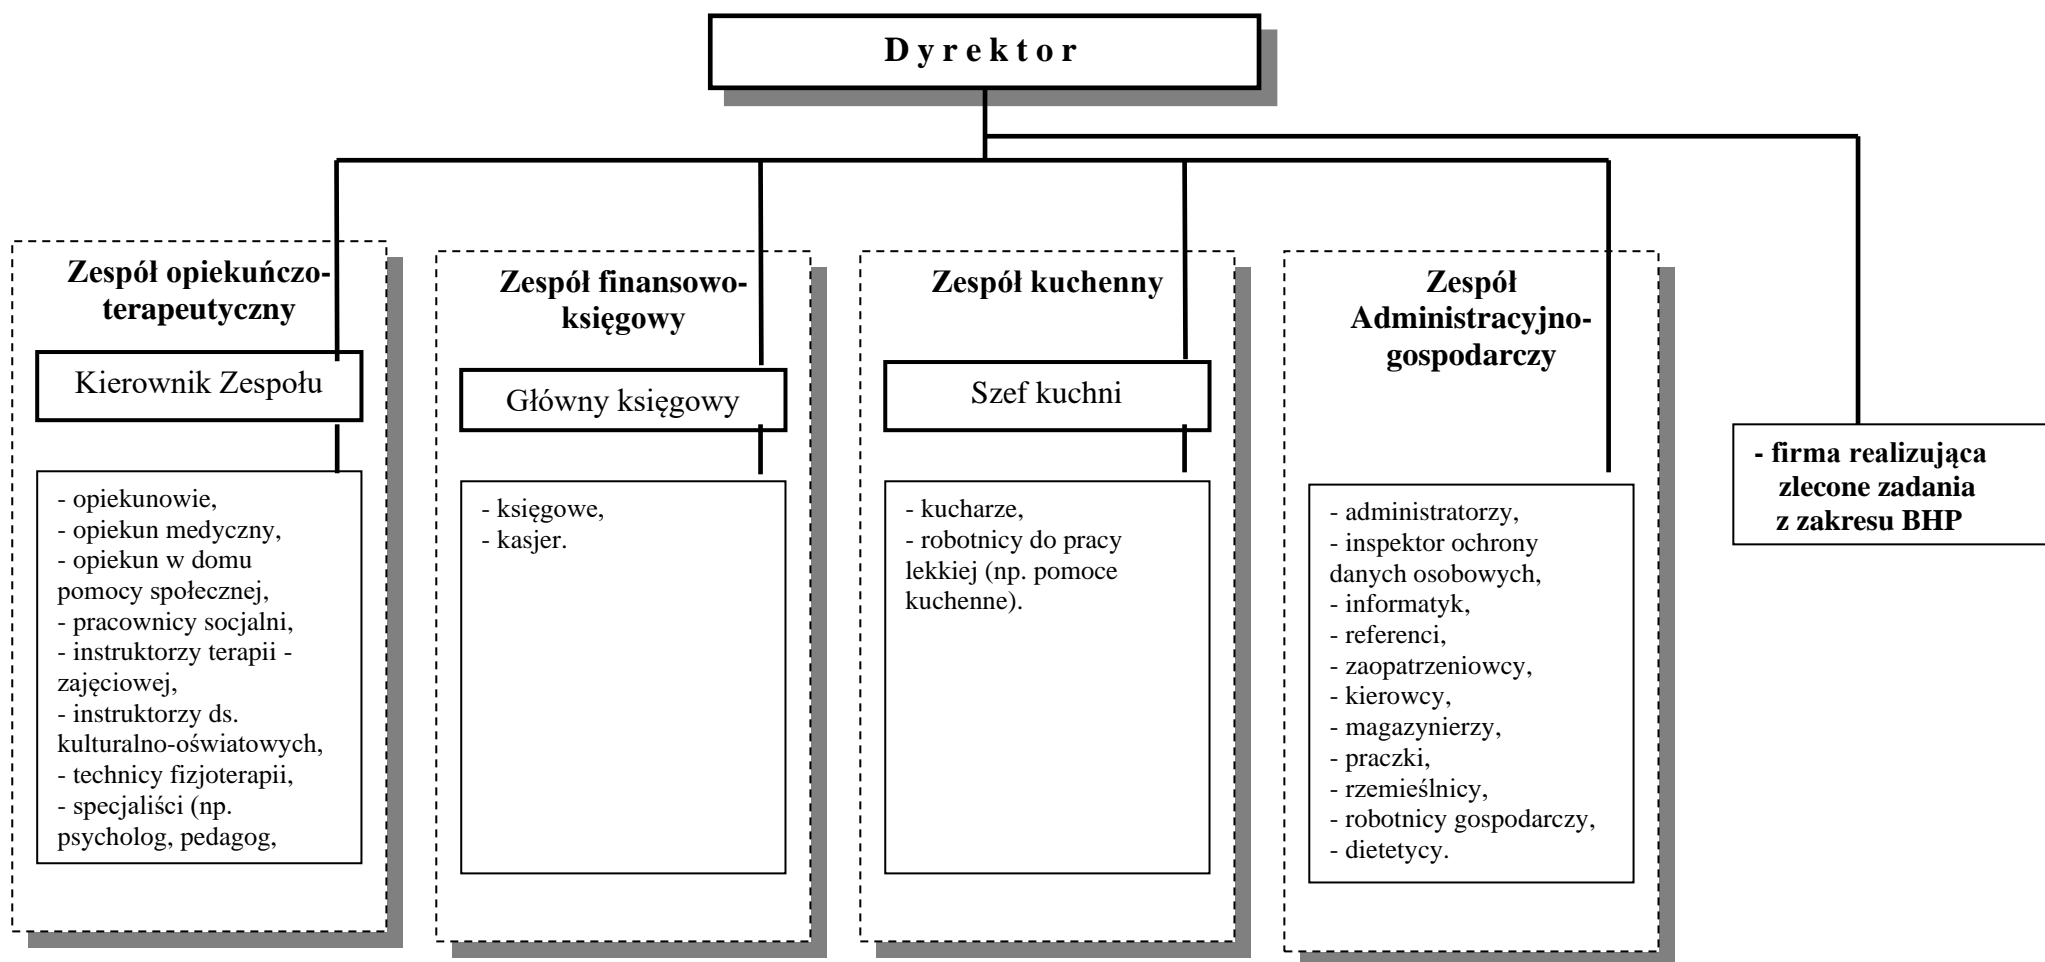 D y r e k t o r
Zespół opiekuńczo-
terapeutyczny
Kierownik Zespołu
- opiekunowie,
- opiekun medyczny,
- opiekun w domu
pomocy społecznej,
- pracownicy socjalni,
- instruktorzy terapii -
zajęciowej,
- instruktorzy ds.
kulturalno-oświatowych,
- technicy fizjoterapii,
- specjaliści (np.
psycholog, pedagog,
Zespół finansowo-
księgowy
Główny księgowy
- księgowe,
- kasjer.
Zespół kuchenny
Szef kuchni
- kucharze,
- robotnicy do pracy
lekkiej (np. pomoce
kuchenne).
Zespół
Administracyjno-
gospodarczy
- administratorzy,
- inspektor ochrony
danych osobowych,
- informatyk,
- referenci,
- zaopatrzeniowcy,
- kierowcy,
- magazynierzy,
- praczki,
- rzemieślnicy,
- robotnicy gospodarczy,
- dietetycy.
- firma realizująca
zlecone zadania
z zakresu BHP